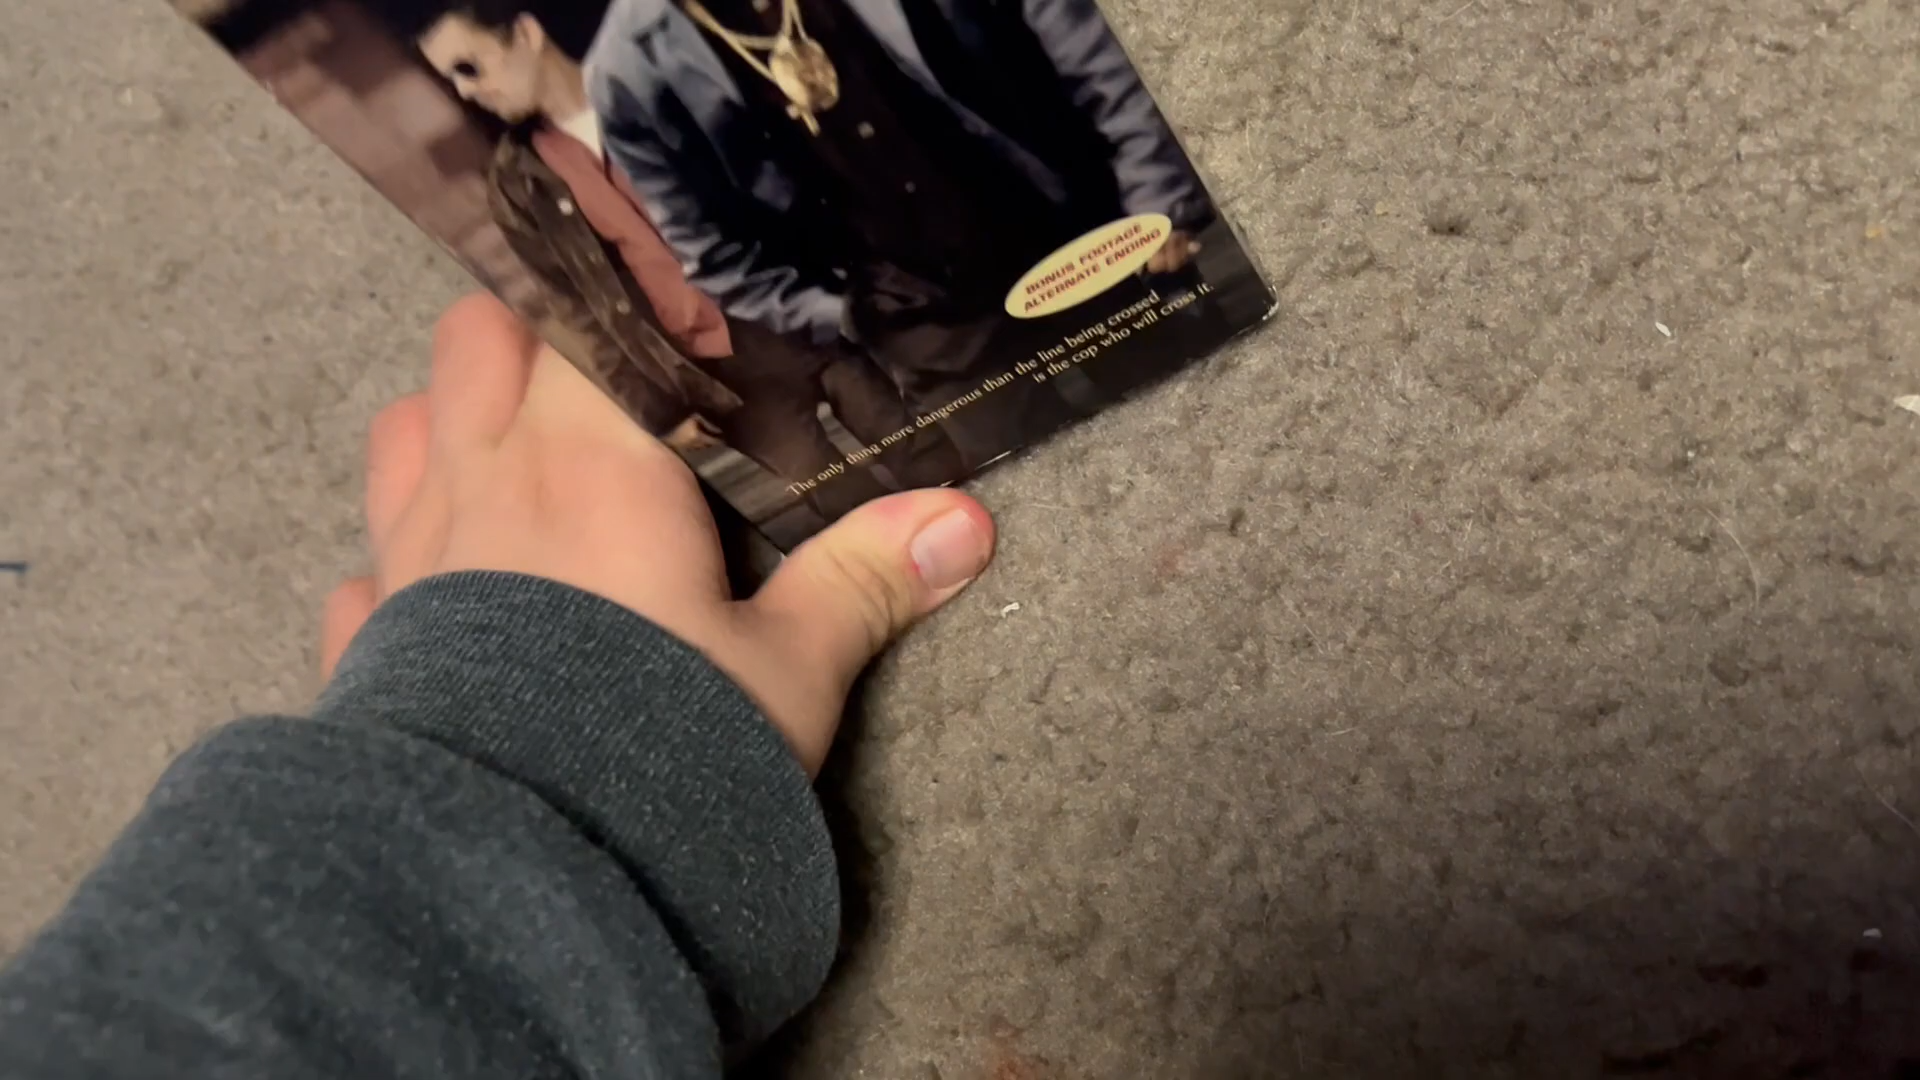 BONUS FOOTAGE
ALTERNATE ENDING
The only thing more dangerous than the line being crossed
is the cop who will cross it.